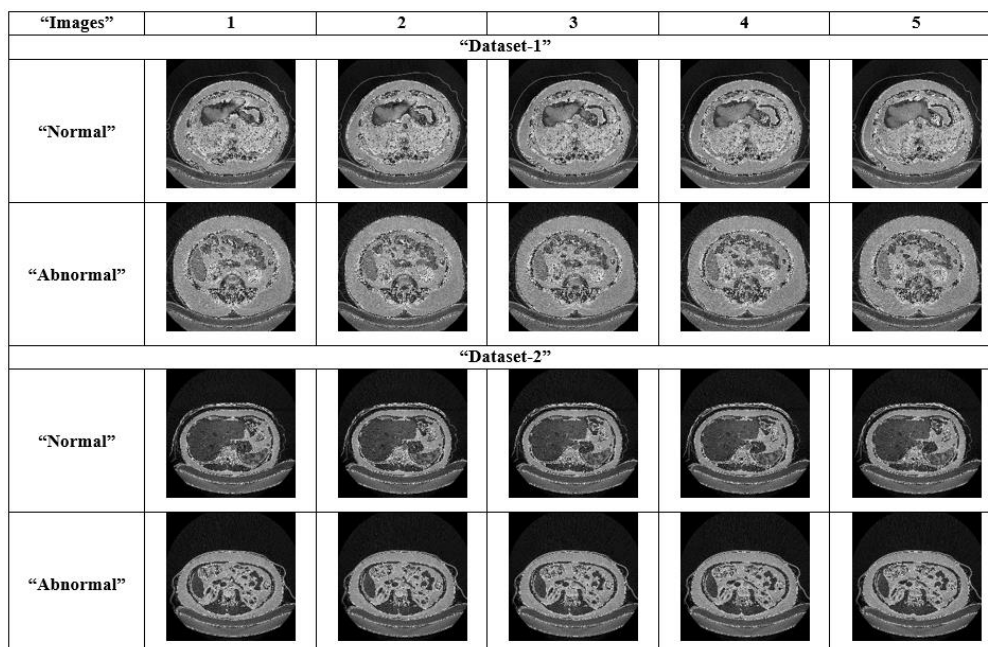 “Images” 1 2 3 4 5
“Dataset-1”
“Normal”
“Abnormal”
“Dataset-2”
“Normal”
“Abnormal”